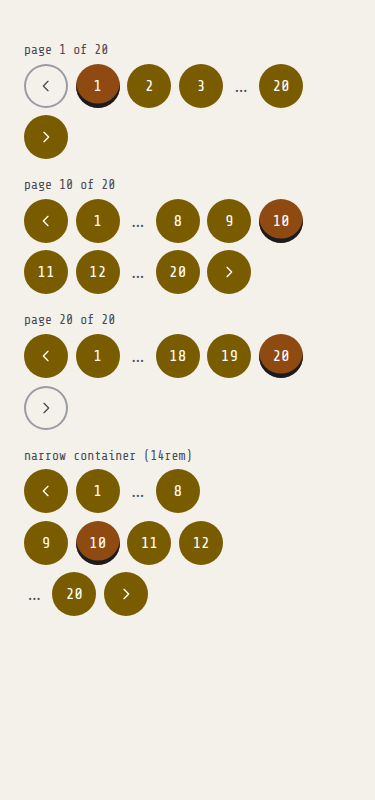 page 1 of 20
< 1 2 3 … 20
>
page 10 of 20
< 1 … 8 9 10
11 12 … 20 >
page 20 of 20
< 1 … 18 19 20
>
narrow container (14rem)
< 1 … 8
9 10 11 12
… 20 >